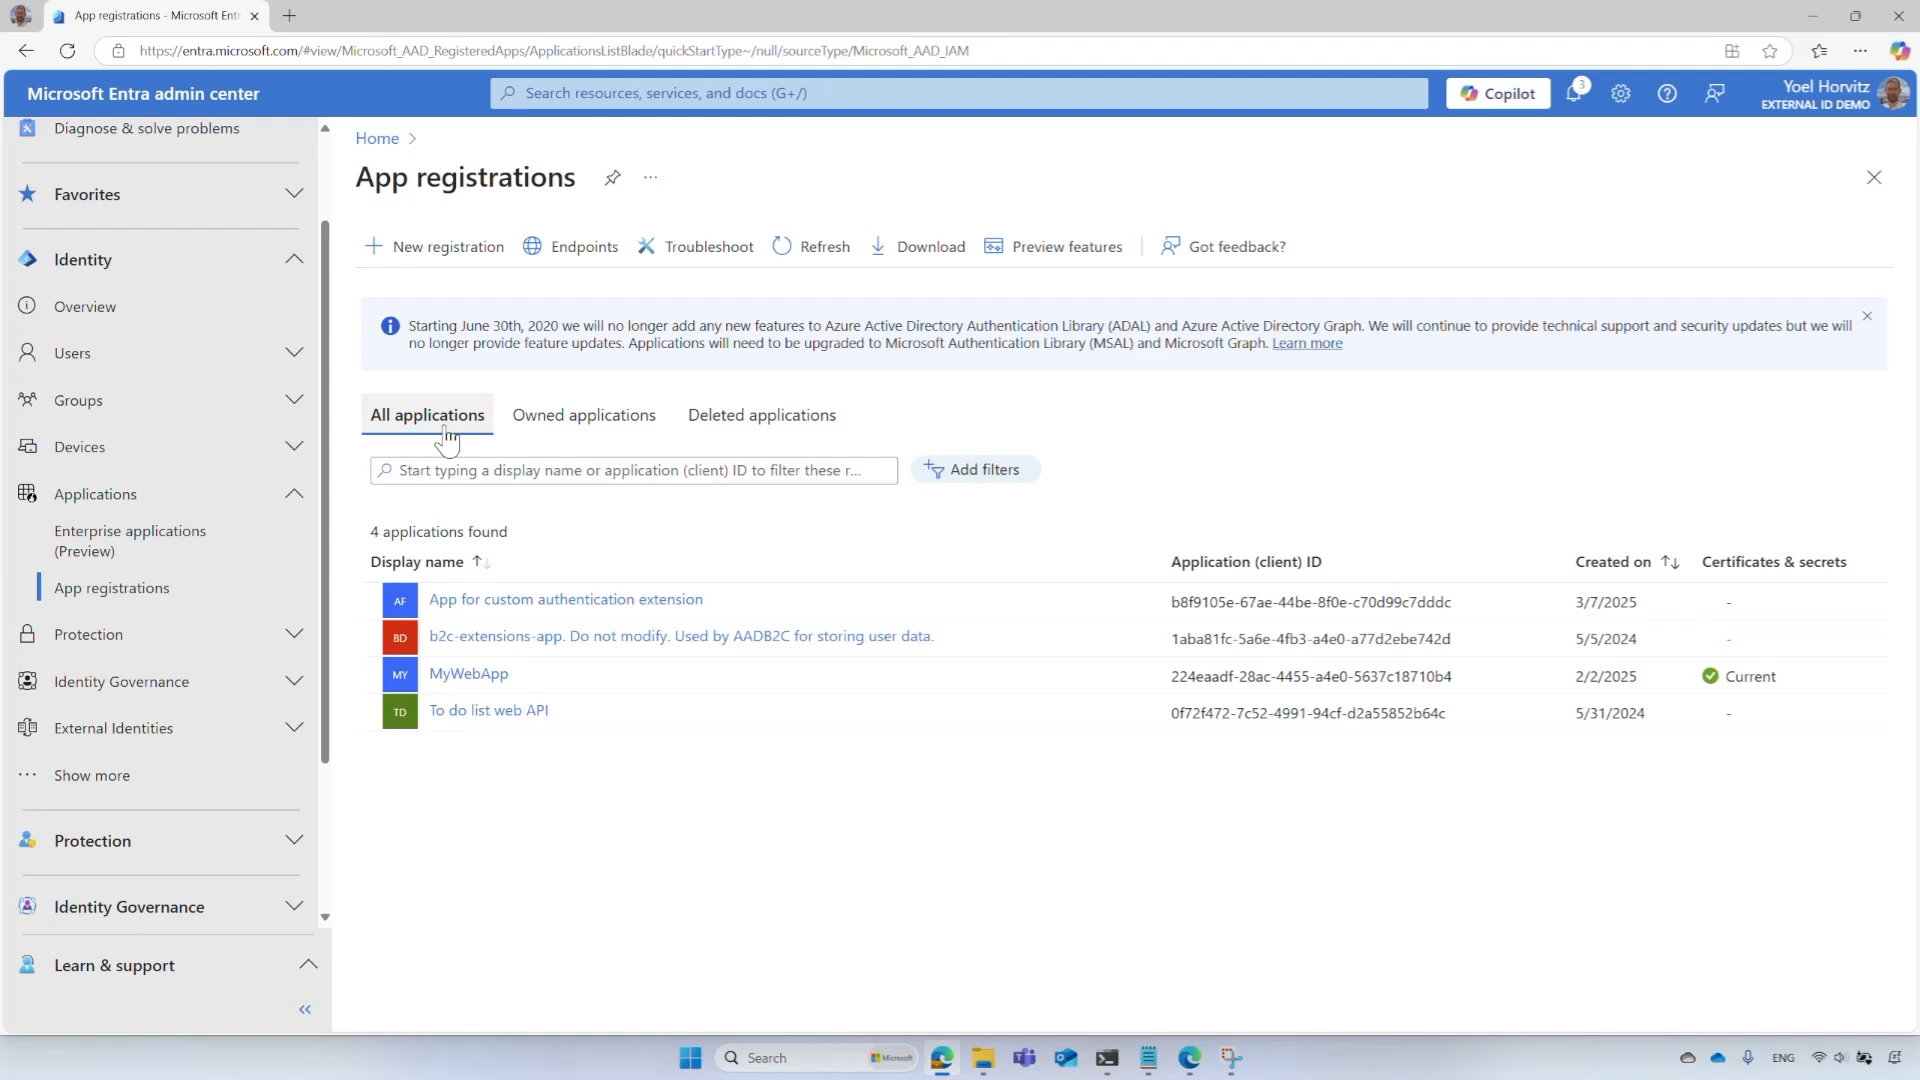 App registrations - Microsoft Entr
https://entra.microsoft.com/#view/Microsoft_AAD_RegisteredApps/ApplicationsListBlade/quickStartType~/null/sourceType/Microsoft_AAD_IAM
Microsoft Entra admin center
Search resources, services, and docs (G+/)
Copilot
3
Yoel Horvitz
EXTERNAL ID DEMO
Diagnose & solve problems
Favorites
Identity
Overview
Users
Groups
Devices
Applications
Enterprise applications
(Preview)
App registrations
Protection
Identity Governance
External Identities
Show more
Protection
Identity Governance
Learn & support
Home
App registrations
New registration
Endpoints
Troubleshoot
Refresh
Download
Preview features
Got feedback?
Starting June 30th, 2020 we will no longer add any new features to Azure Active Directory Authentication Library (ADAL) and Azure Active Directory Graph. We will continue to provide technical support and security updates but we will
no longer provide feature updates. Applications will need to be upgraded to Microsoft Authentication Library (MSAL) and Microsoft Graph. Learn more
All applications
Owned applications
Deleted applications
Start typing a display name or application (client) ID to filter these r...
Add filters
4 applications found
Display name Application (client) ID Created on Certificates & secrets
AF App for custom authentication extension b8f9105e-67ae-44be-8f0e-c70d99c7dddc 3/7/2025 -
BD b2c-extensions-app. Do not modify. Used by AADB2C for storing user data. 1aba81fc-5a6e-4fb3-a4e0-a77d2ebe742d 5/5/2024 -
MY MyWebApp 224eaadf-28ac-4455-a4e0-5637c18710b4 2/2/2025 Current
TD To do list web API 0f72f472-7c52-4991-94cf-d2a55852b64c 5/31/2024 -
Search
Microsoft
ENG